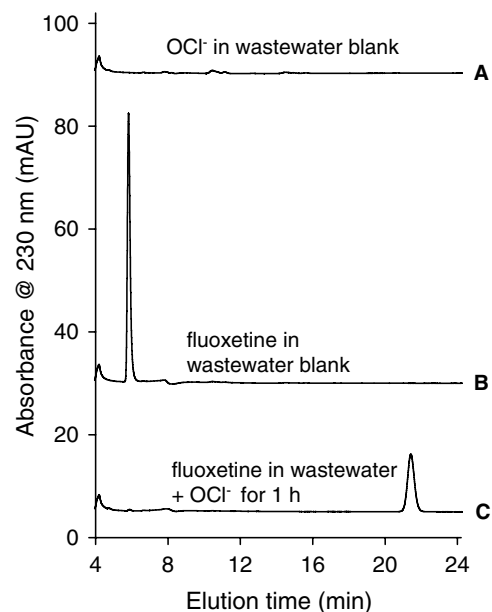 100
OCl⁻ in wastewater blank
A
80
60
Absorbance @ 230 nm (mAU)
40
fluoxetine in
wastewater blank
B
20
fluoxetine in wastewater
+ OCl⁻ for 1 h
C
0
4 8 12 16 20 24
Elution time (min)